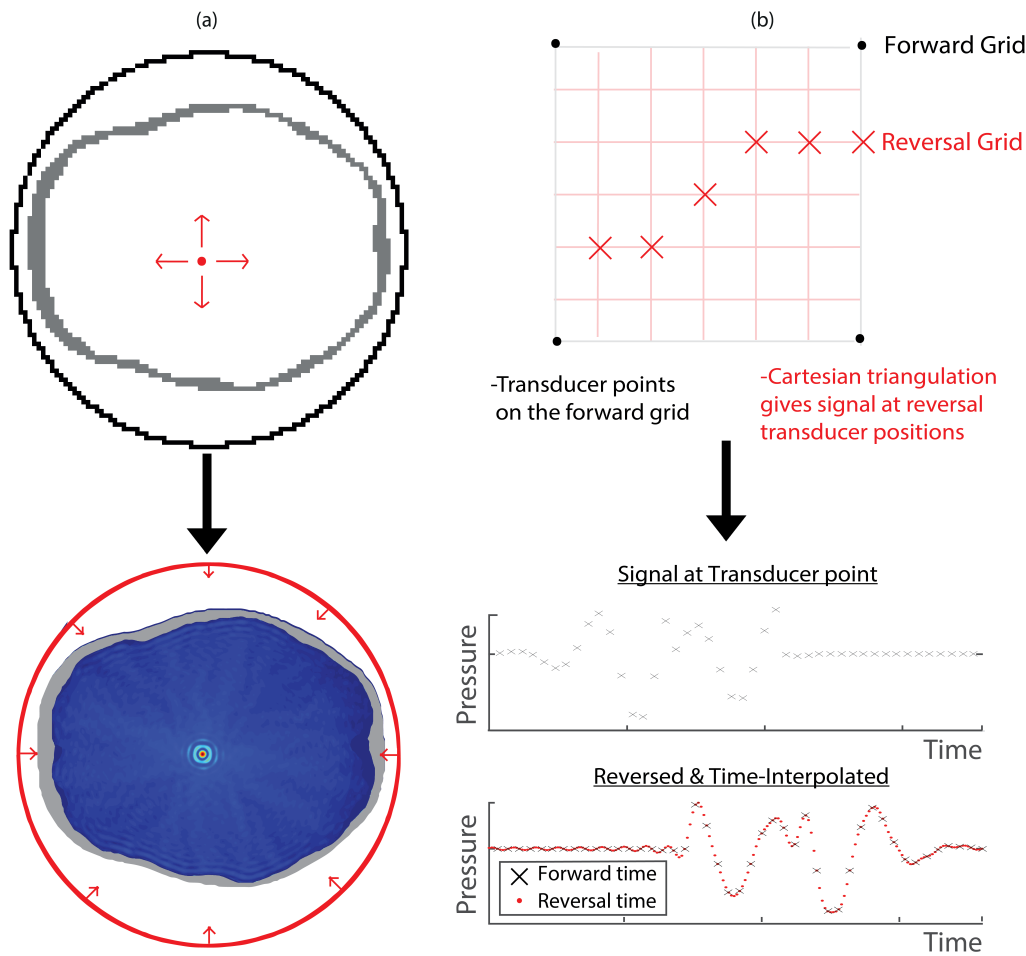 (a)
(b)
Forward Grid
Reversal Grid
-Transducer points
on the forward grid
-Cartesian triangulation
gives signal at reversal
transducer positions
Signal at Transducer point
Pressure
Time
Reversed & Time-Interpolated
Pressure
Forward time
Reversal time
Time